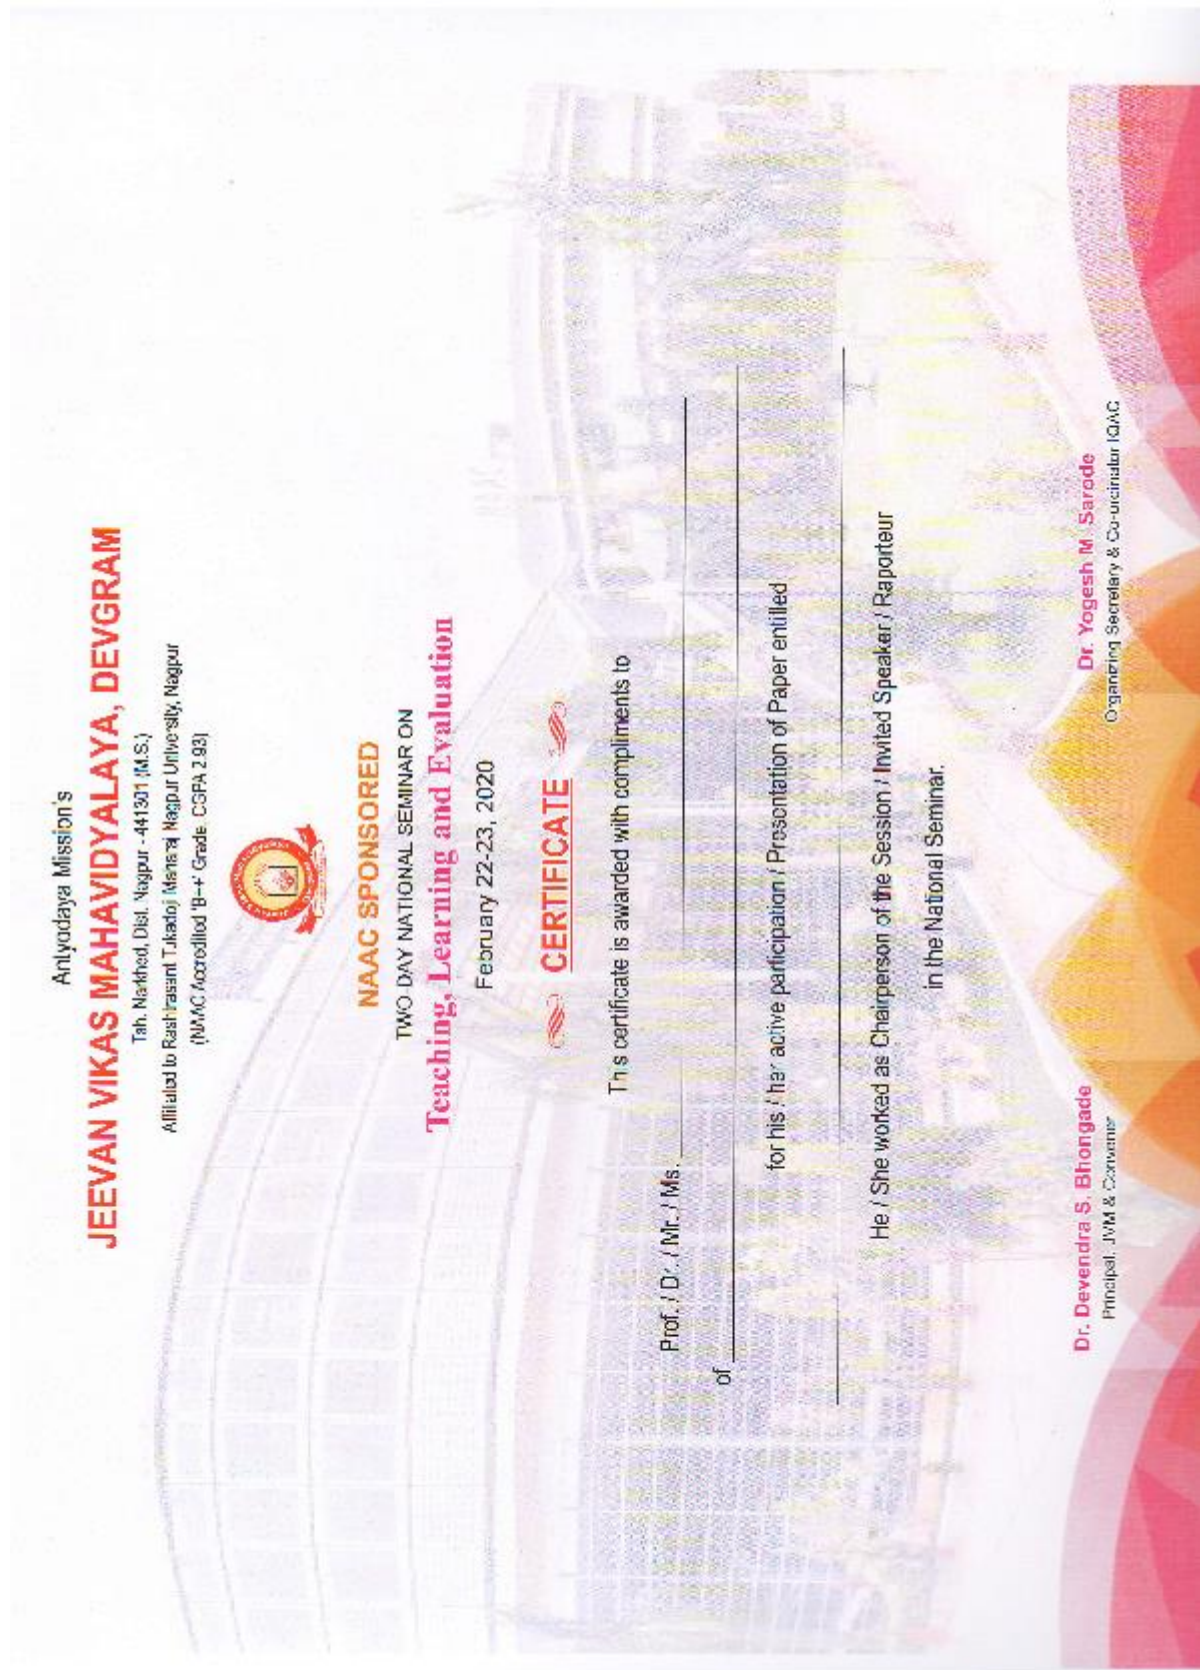 Antyodaya Mission's
JEEVAN VIKAS MAHAVIDYALAYA, DEVGRAM
Tah. Narkhed, Dist. Nagpur - 441301 (M.S.)
Affiliated to Rashtrasant Tukadoji Maharaj Nagpur University, Nagpur
(NAAC Accredited 'B++' Grade, CGPA 2.93)
NAAC SPONSORED
TWO DAY NATIONAL SEMINAR ON
Teaching, Learning and Evaluation
February 22-23, 2020
CERTIFICATE
This certificate is awarded with compliments to
Prof. / Dr. / Mr. / Ms.
of
for his / her active participation / Presentation of Paper entilled
He / She worked as Chairperson of the Session / Invited Speaker / Raporteur
in the National Seminar.
Dr. Devendra S. Bhongade
Principal, JVM & Convener
Dr. Yogesh M. Sarode
Organizing Secretary & Co-ordinator IQAC